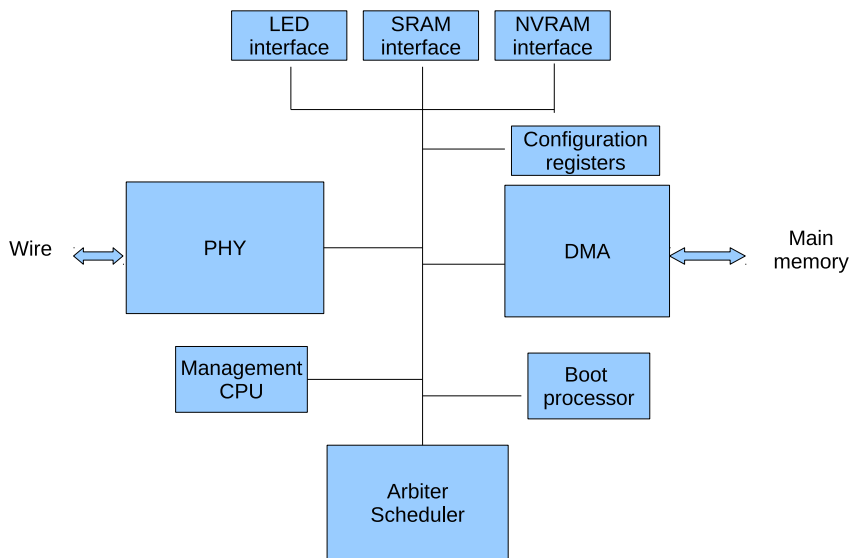 LED
interface
SRAM
interface
NVRAM
interface
Configuration
registers
Wire
PHY
DMA
Main
memory
Management
CPU
Boot
processor
Arbiter
Scheduler